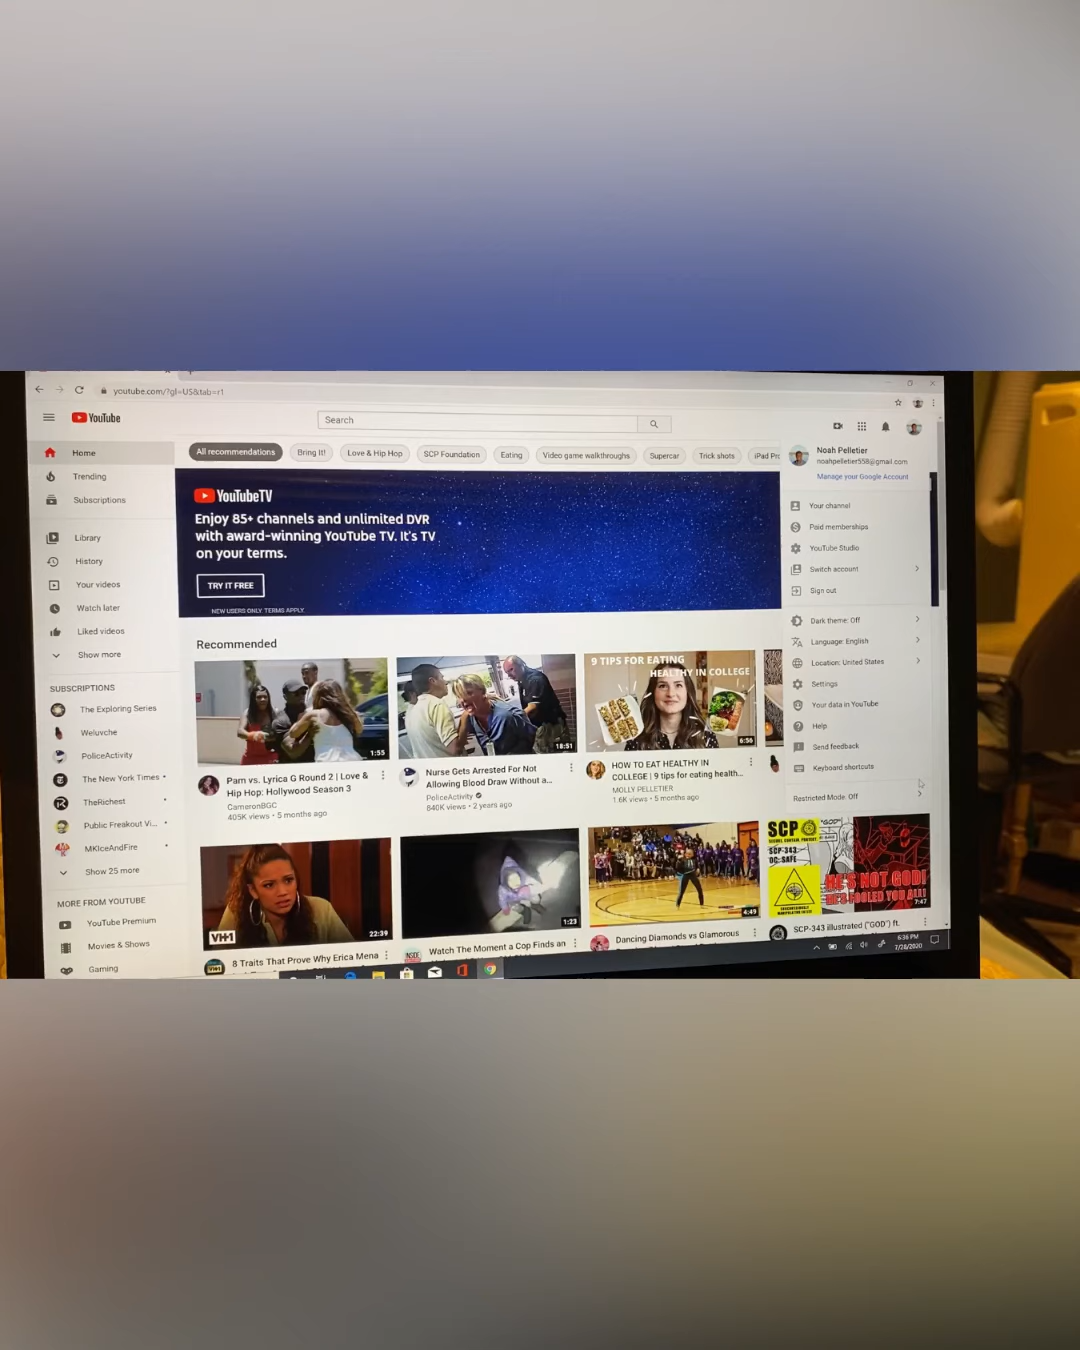 youtube.com/?gl=US&tab=r1
YouTube
Search
Home
Trending
Subscriptions
Library
History
Your videos
Watch later
Liked videos
Show more
SUBSCRIPTIONS
The Exploring Series
Weluvche
PoliceActivity
The New York Times
TheRichest
Public Freakout Vi...
MKIceAndFire
Show 25 more
MORE FROM YOUTUBE
YouTube Premium
Movies & Shows
Gaming
All recommendations
Bring It!
Love & Hip Hop
SCP Foundation
Eating
Video game walkthroughs
Supercar
Trick shots
iPad Pro
YouTubeTV
Enjoy 85+ channels and unlimited DVR
with award-winning YouTube TV. It's TV
on your terms.
TRY IT FREE
NEW USERS ONLY. TERMS APPLY.
Recommended
1:55
Pam vs. Lyrica G Round 2 | Love &
Hip Hop: Hollywood Season 3
CameronBGC
405K views • 5 months ago
18:51
Nurse Gets Arrested For Not
Allowing Blood Draw Without a...
PoliceActivity
840K views • 2 years ago
9 TIPS FOR EATING
HEALTHY IN COLLEGE
6:56
HOW TO EAT HEALTHY IN
COLLEGE | 9 tips for eating health...
MOLLY PELLETIER
1.6K views • 5 months ago
VH1
22:39
8 Traits That Prove Why Erica Mena
1:23
INSIDE
Watch The Moment a Cop Finds an
4:49
Dancing Diamonds vs Glamorous
SCP
SCP-343
OC: SAFE
"GOD"
HE'S NOT GOD!
HE'S FOOLED YOU ALL!
7:47
SCP-343 illustrated ("GOD") ft.
Noah Pelletier
noahpelletier558@gmail.com
Manage your Google Account
Your channel
Paid memberships
YouTube Studio
Switch account
Sign out
Dark theme: Off
Language: English
Location: United States
Settings
Your data in YouTube
Help
Send feedback
Keyboard shortcuts
Restricted Mode: Off
6:36 PM
7/28/2020